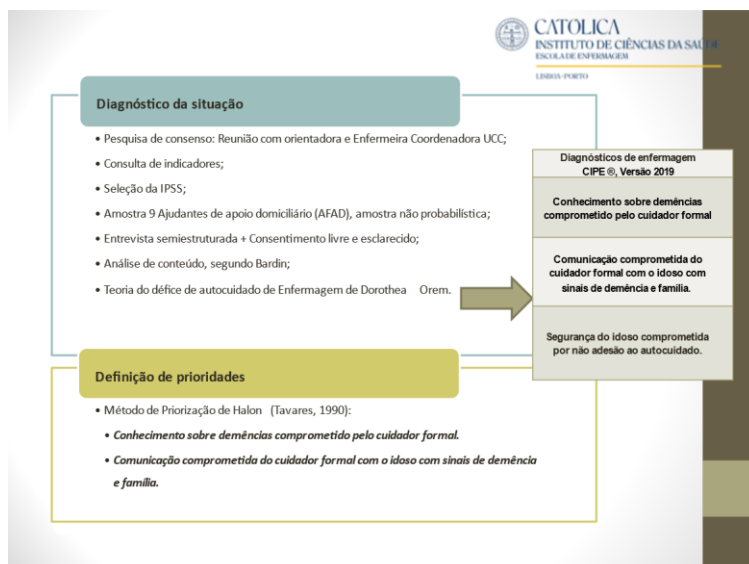 CATOLICA
INSTITUTO DE CIÊNCIAS DA SAÚDE
ESCOLA DE ENFERMAGEM
LISBOA-PORTO
Diagnóstico da situação
• Pesquisa de consenso: Reunião com orientadora e Enfermeira Coordenadora UCC;
• Consulta de indicadores;
• Seleção da IPSS;
• Amostra 9 Ajudantes de apoio domiciliário (AFAD), amostra não probabilística;
• Entrevista semiestruturada + Consentimento livre e esclarecido;
• Análise de conteúdo, segundo Bardin;
• Teoria do défice de autocuidado de Enfermagem de Dorothea Orem.
Diagnósticos de enfermagem
CIPE ®, Versão 2019
Conhecimento sobre demências
comprometido pelo cuidador formal
Comunicação comprometida do
cuidador formal com o idoso com
sinais de demência e família.
Segurança do idoso comprometida
por não adesão ao autocuidado.
Definição de prioridades
• Método de Priorização de Halon (Tavares, 1990):
• Conhecimento sobre demências comprometido pelo cuidador formal.
• Comunicação comprometida do cuidador formal com o idoso com sinais de demência
e família.